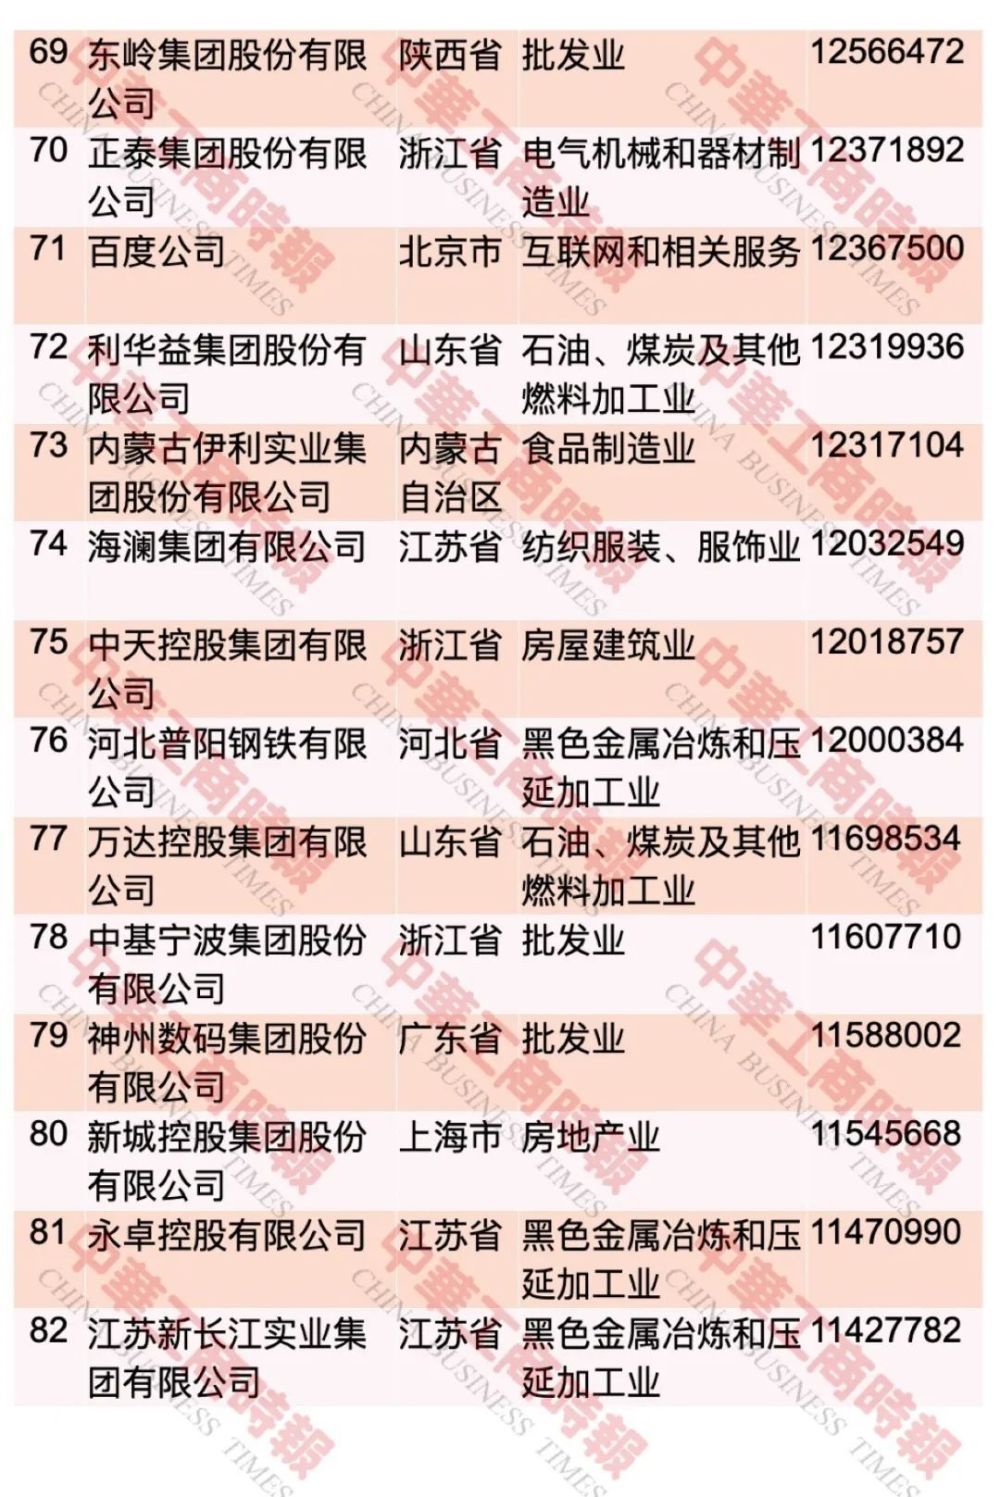 69 东岭集团股份有限 陕西省 批发业 12566472
公司
70 正泰集团股份有限 浙江省 电气机械和器材制 12371892
公司 造业
71 百度公司 北京市 互联网和相关服务 12367500
72 利华益集团股份有 山东省 石油、煤炭及其他 12319936
限公司 燃料加工业
73 内蒙古伊利实业集 内蒙古 食品制造业 12317104
团股份有限公司 自治区
74 海澜集团有限公司 江苏省 纺织服装、服饰业 12032549
75 中天控股集团有限 浙江省 房屋建筑业 12018757
公司
76 河北普阳钢铁有限 河北省 黑色金属冶炼和压 12000384
公司 延加工业
77 万达控股集团有限 山东省 石油、煤炭及其他 11698534
公司 燃料加工业
78 中基宁波集团股份 浙江省 批发业 11607710
有限公司
79 神州数码集团股份 广东省 批发业 11588002
有限公司
80 新城控股集团股份 上海市 房地产业 11545668
有限公司
81 永卓控股有限公司 江苏省 黑色金属冶炼和压 11470990
延加工业
82 江苏新长江实业集 江苏省 黑色金属冶炼和压 11427782
团有限公司 延加工业
中華工商時報
CHINA BUSINESS TIMES